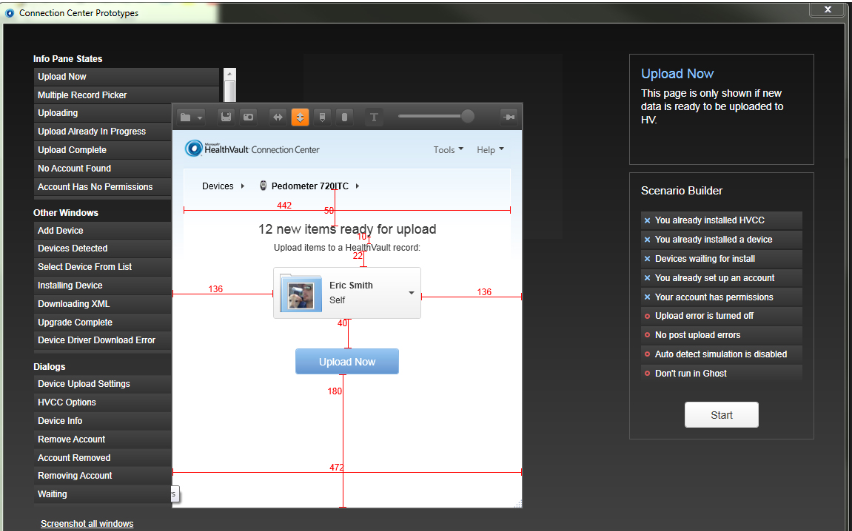 Connection Center Prototypes
Info Pane States
Upload Now
Multiple Record Picker
Uploading
Upload Already In Progress
Upload Complete
No Account Found
Account Has No Permissions
Other Windows
Add Device
Devices Detected
Select Device From List
Installing Device
Downloading XML
Upgrade Complete
Device Driver Download Error
Dialogs
Device Upload Settings
HVCC Options
Device Info
Remove Account
Account Removed
Removing Account
Waiting
Screenshot all windows
T
Microsoft
HealthVault Connection Center
Tools
Help
Devices
Pedometer 720ITC
442
50
12 new items ready for upload
10
Upload items to a HealthVault record:
22
136
Eric Smith
Self
136
40
Upload Now
180
472
Upload Now
This page is only shown if new
data is ready to be uploaded to
HV.
Scenario Builder
You already installed HVCC
You already installed a device
Devices waiting for install
You already set up an account
Your account has permissions
Upload error is turned off
No post upload errors
Auto detect simulation is disabled
Don't run in Ghost
Start